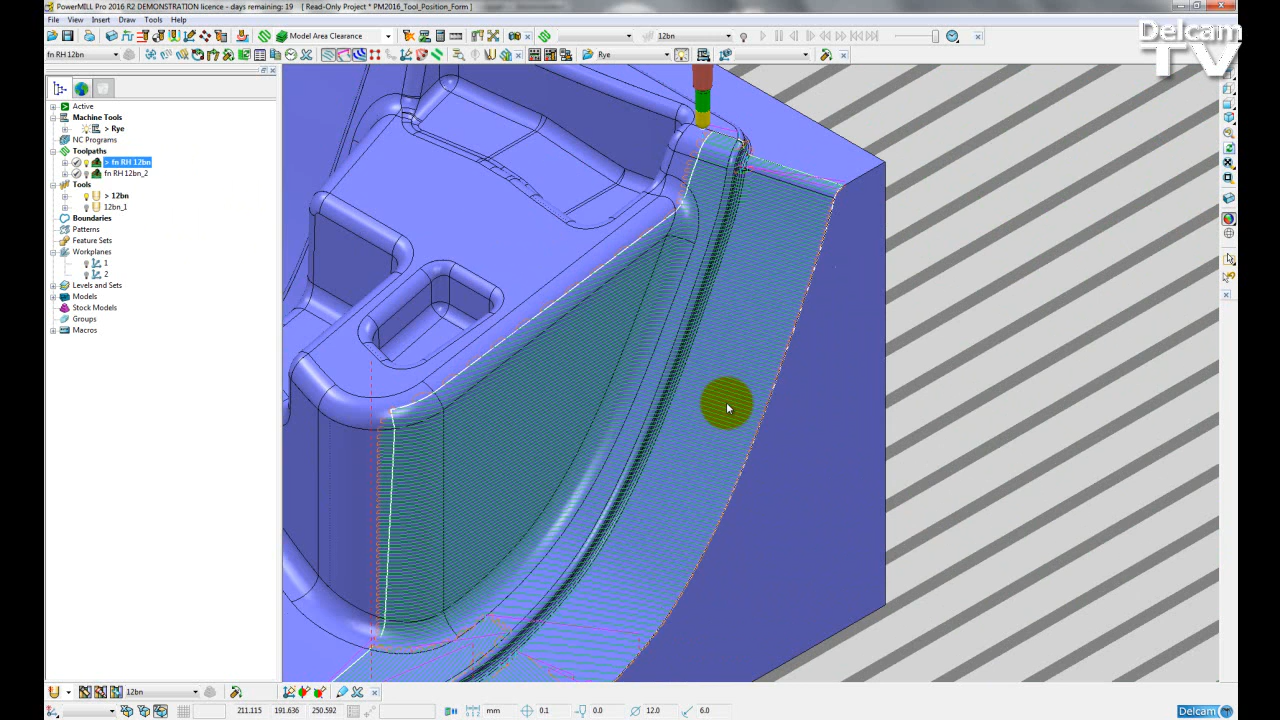 PowerMILL Pro 2016 R2 DEMONSTRATION licence - days remaining: 19   [ Read-Only Project * PM2016_Tool_Position_Form ]
File View Insert Draw Tools Help
Model Area Clearance
12bn
fn RH 12bn
Rye
Delcam
TV
Active
Machine Tools
> Rye
NC Programs
Toolpaths
> fn RH 12bn
fn RH 12bn_2
Tools
> 12bn
12bn_1
Boundaries
Patterns
Feature Sets
Workplanes
1
2
Levels and Sets
Models
Stock Models
Groups
Macros
12bn
211.115 191.636 250.592 mm 0.1 0.0 12.0 6.0
Delcam